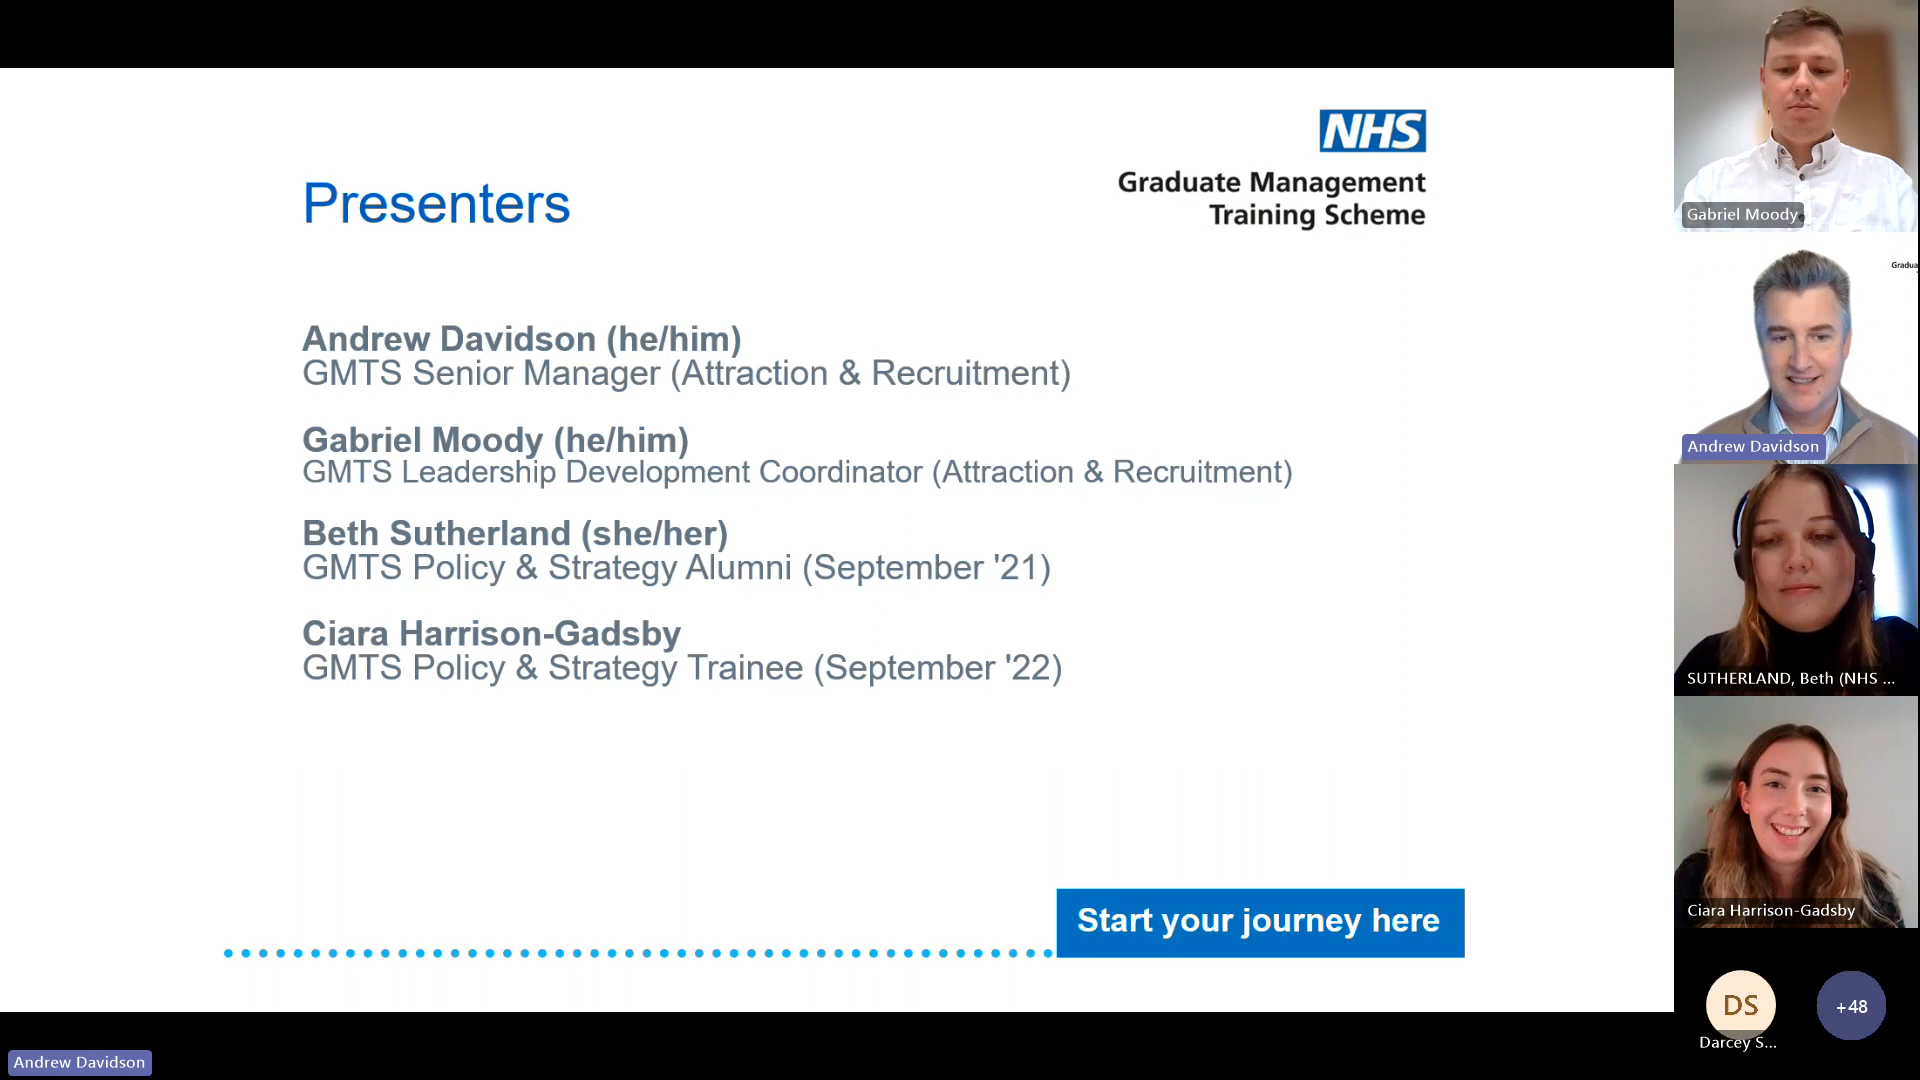 Presenters
NHS
Graduate Management
Training Scheme
Andrew Davidson (he/him)
GMTS Senior Manager (Attraction & Recruitment)
Gabriel Moody (he/him)
GMTS Leadership Development Coordinator (Attraction & Recruitment)
Beth Sutherland (she/her)
GMTS Policy & Strategy Alumni (September '21)
Ciara Harrison-Gadsby
GMTS Policy & Strategy Trainee (September '22)
Start your journey here
Andrew Davidson
Gabriel Moody
Gradua
Andrew Davidson
SUTHERLAND, Beth (NHS ...
Ciara Harrison-Gadsby
DS
+48
Darcey S...